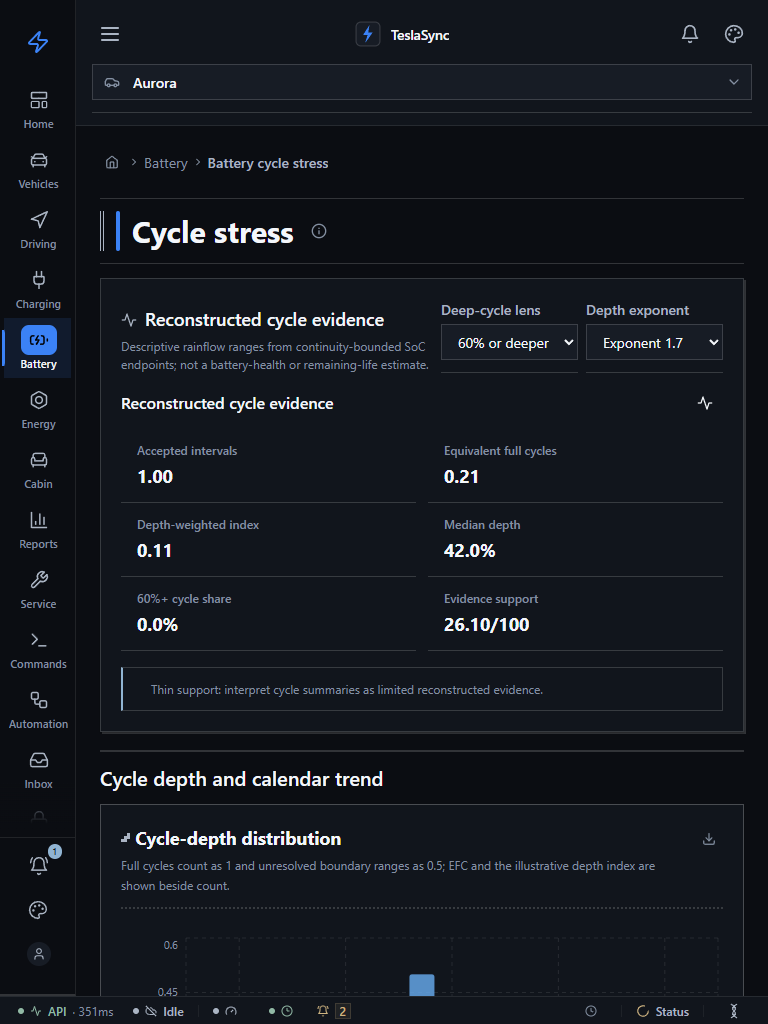 TeslaSync
Aurora
Home
Vehicles
Driving
Charging
Battery
Energy
Cabin
Reports
Service
Commands
Automation
Inbox
1
Battery
Battery cycle stress
Cycle stress
Reconstructed cycle evidence
Descriptive rainflow ranges from continuity-bounded SoC
endpoints; not a battery-health or remaining-life estimate.
Deep-cycle lens
60% or deeper
Depth exponent
Exponent 1.7
Reconstructed cycle evidence
Accepted intervals
1.00
Equivalent full cycles
0.21
Depth-weighted index
0.11
Median depth
42.0%
60%+ cycle share
0.0%
Evidence support
26.10/100
Thin support: interpret cycle summaries as limited reconstructed evidence.
Cycle depth and calendar trend
Cycle-depth distribution
Full cycles count as 1 and unresolved boundary ranges as 0.5; EFC and the illustrative depth index are
shown beside count.
0.6
0.45
API · 351ms
Idle
2
Status